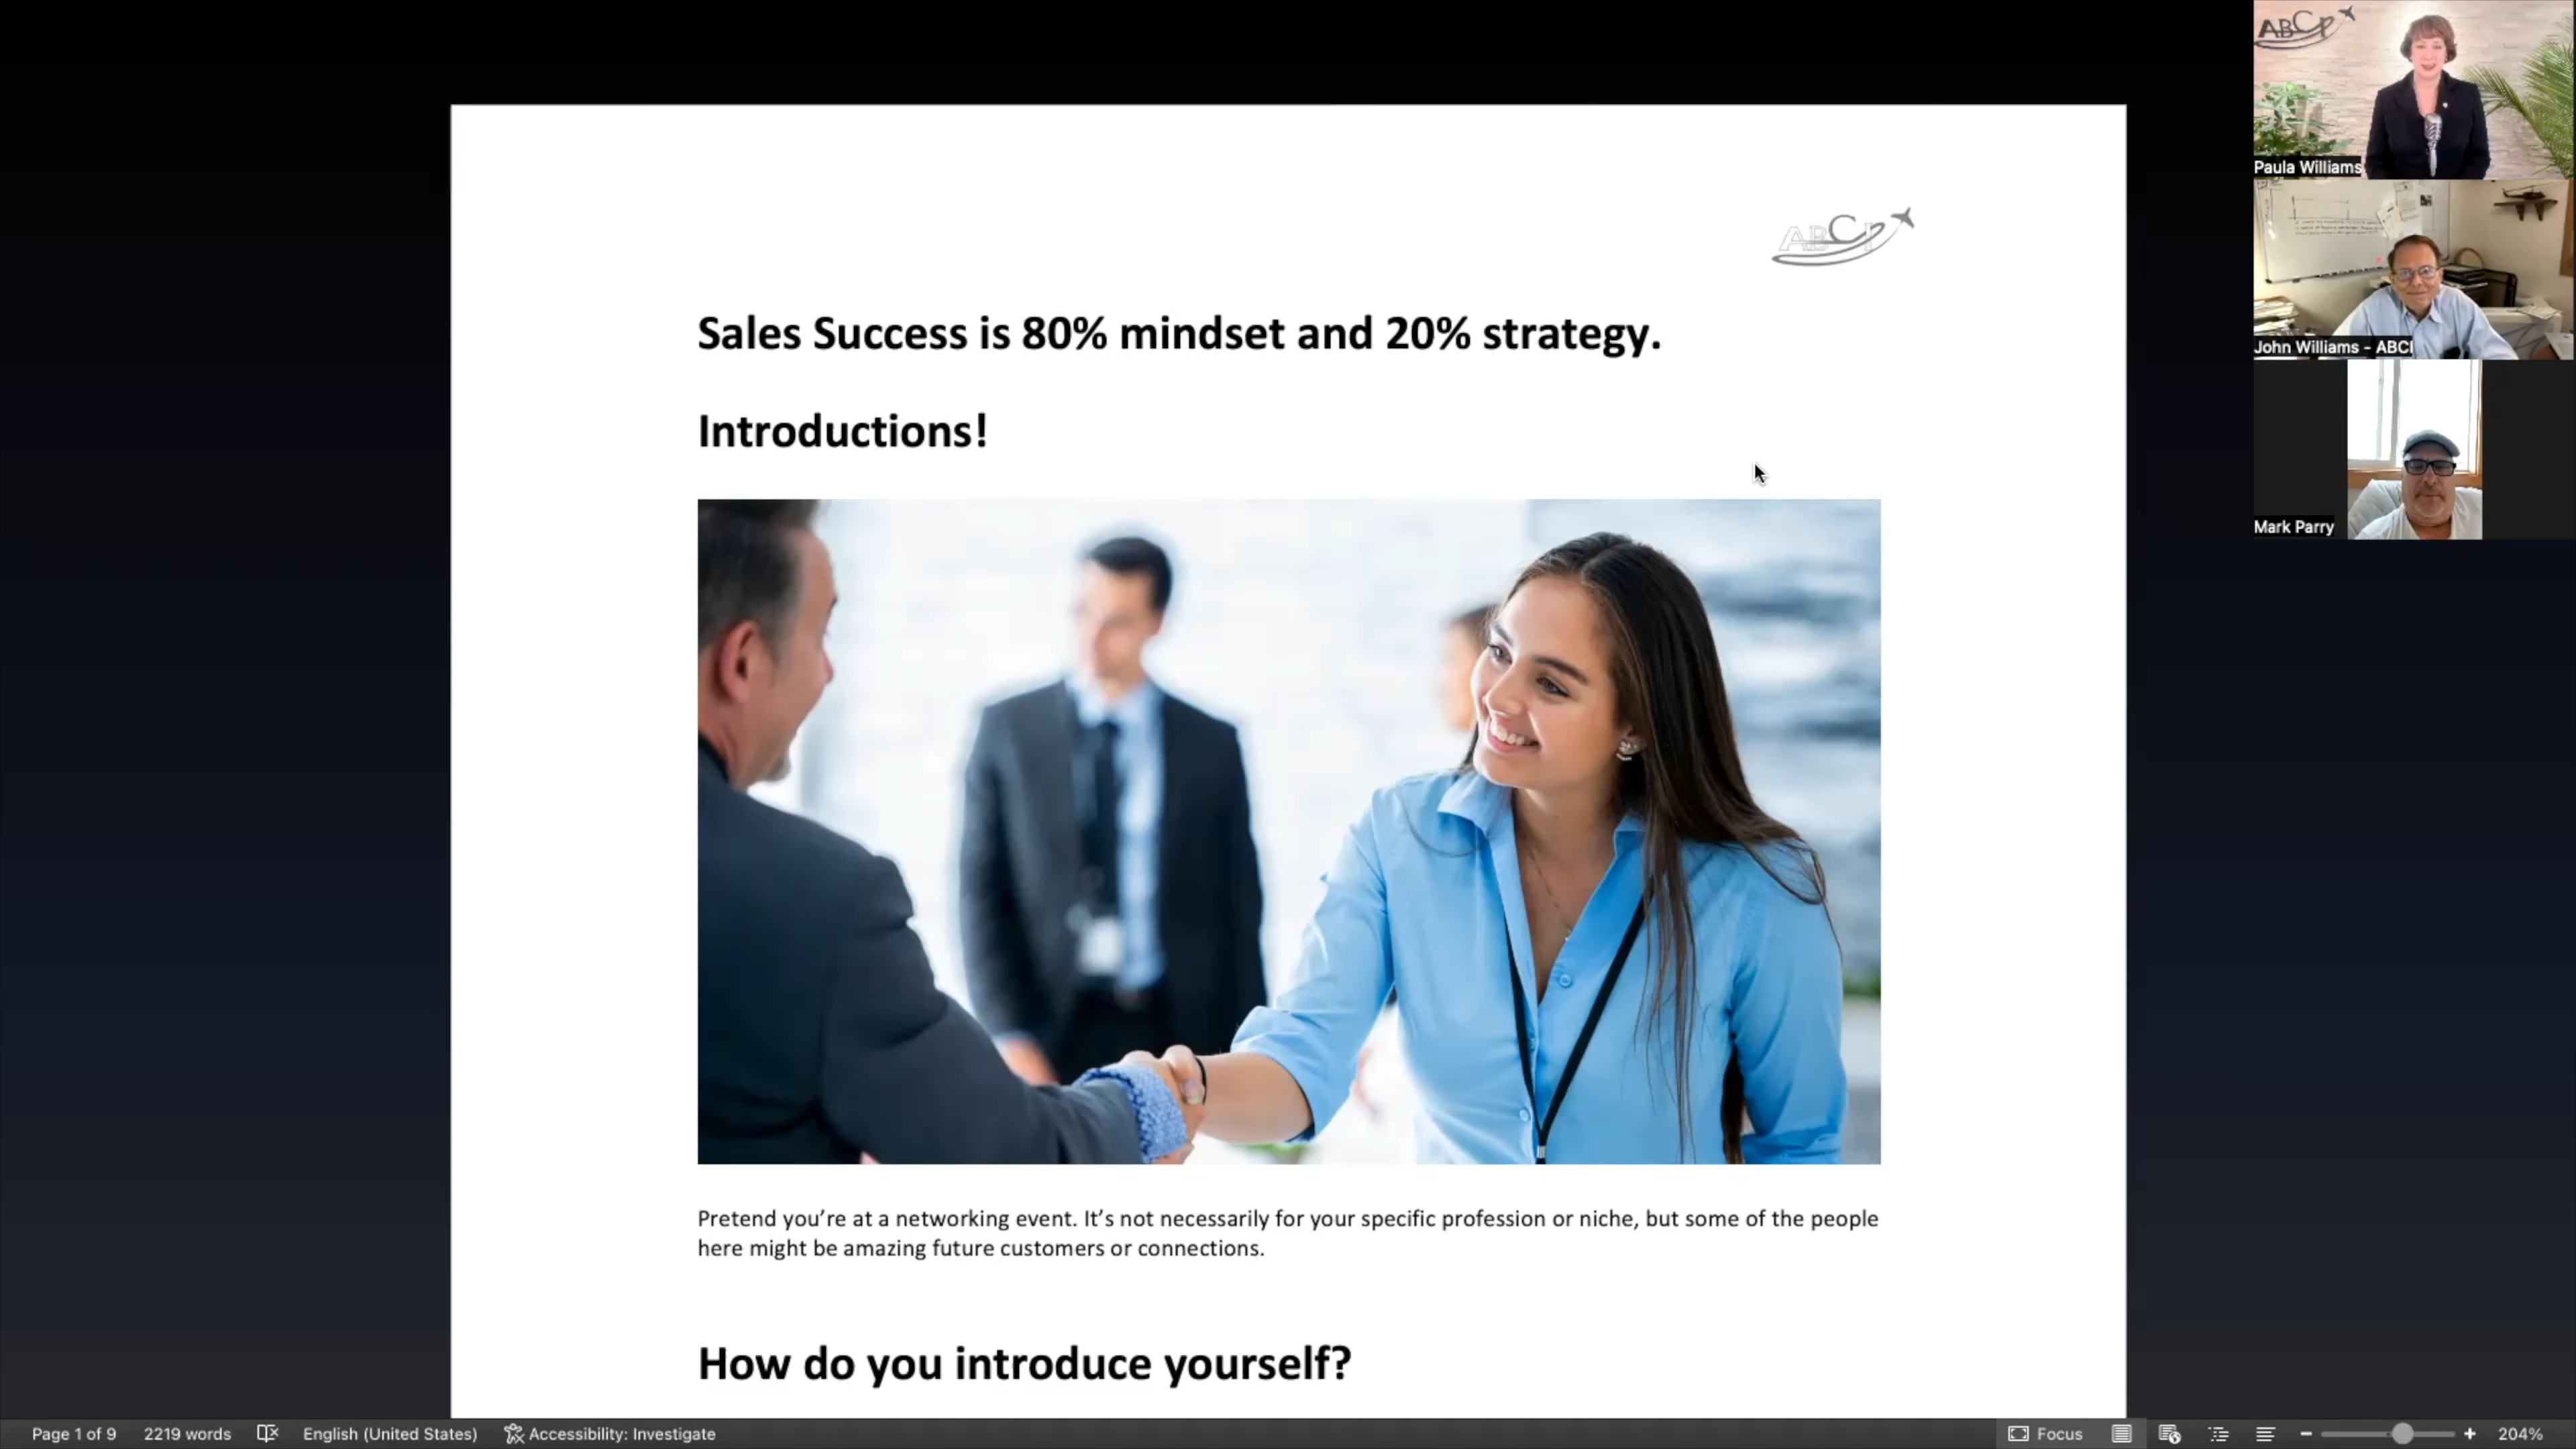 ABCI
Paula Williams
John Williams - ABCI
Mark Parry
ABCI
Sales Success is 80% mindset and 20% strategy.
Introductions!
Pretend you’re at a networking event. It’s not necessarily for your specific profession or niche, but some of the people
here might be amazing future customers or connections.
How do you introduce yourself?
Page 1 of 9 2219 words English (United States) Accessibility: Investigate Focus 204%